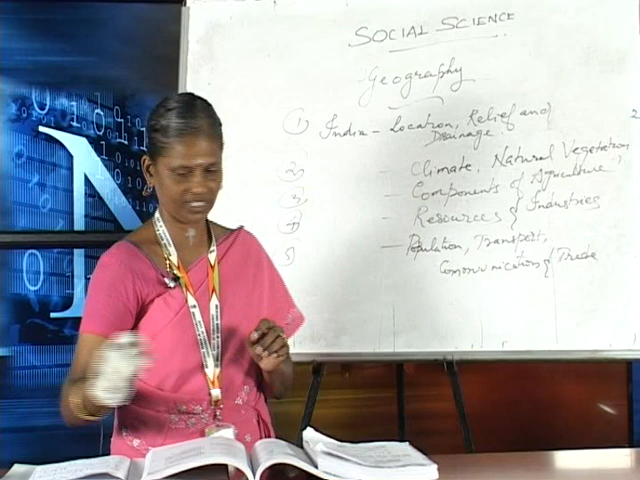 SOCIAL SCIENCE
Geography
① India - Location, Relief and
Drainage.
② - Climate, Natural Vegetation
③ - Components of Agriculture
④ - Resources & Industries
5 - Population, Transport,
Communication & Trade
2
N